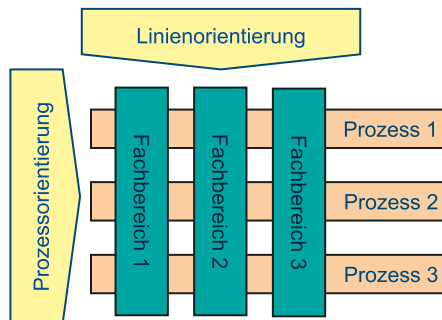 Linienorientierung
Prozessorientierung
Fachbereich 1
Fachbereich 2
Fachbereich 3
Prozess 1
Prozess 2
Prozess 3